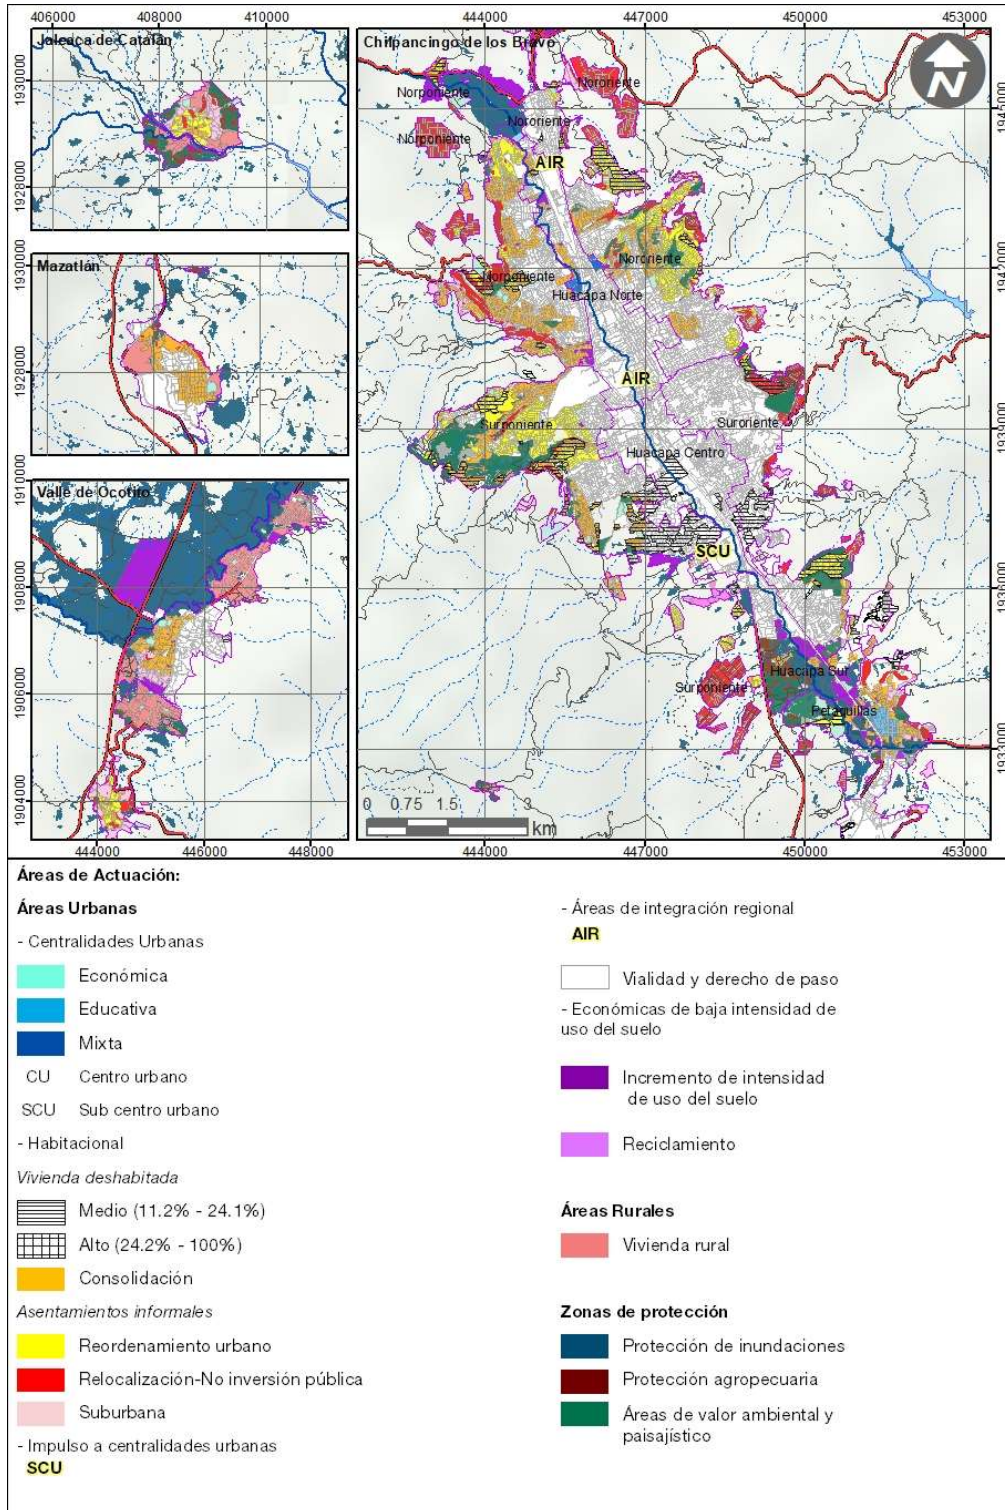 406000 408000 410000
444000 447000 450000 453000
Jaleaca de Catalán
1930000
1928000
Mazatlán
1930000
1928000
Valle de Ocotito
1910000
1908000
1906000
1904000
444000 446000 448000
Chilpancingo de los Bravo
N
Norponiente
Nororiente
Norponiente
Nororiente
AIR
Nororiente
Norponiente
Huacapa Norte
AIR
Surponiente
Suroriente
Huacapa Centro
SCU
Huacapa Sur
Surponiente
Petaquillas
1945000
1942000
1939000
1936000
1933000
0 0.75 1.5 3
km
444000 447000 450000 453000
Áreas de Actuación:
Áreas Urbanas
- Centralidades Urbanas
Económica
Educativa
Mixta
CU Centro urbano
SCU Sub centro urbano
- Habitacional
Vivienda deshabitada
Medio (11.2% - 24.1%)
Alto (24.2% - 100%)
Consolidación
Asentamientos informales
Reordenamiento urbano
Relocalización-No inversión pública
Suburbana
- Impulso a centralidades urbanas
SCU
- Áreas de integración regional
AIR
Vialidad y derecho de paso
- Económicas de baja intensidad de
uso del suelo
Incremento de intensidad
de uso del suelo
Reciclamiento
Áreas Rurales
Vivienda rural
Zonas de protección
Protección de inundaciones
Protección agropecuaria
Áreas de valor ambiental y
paisajístico